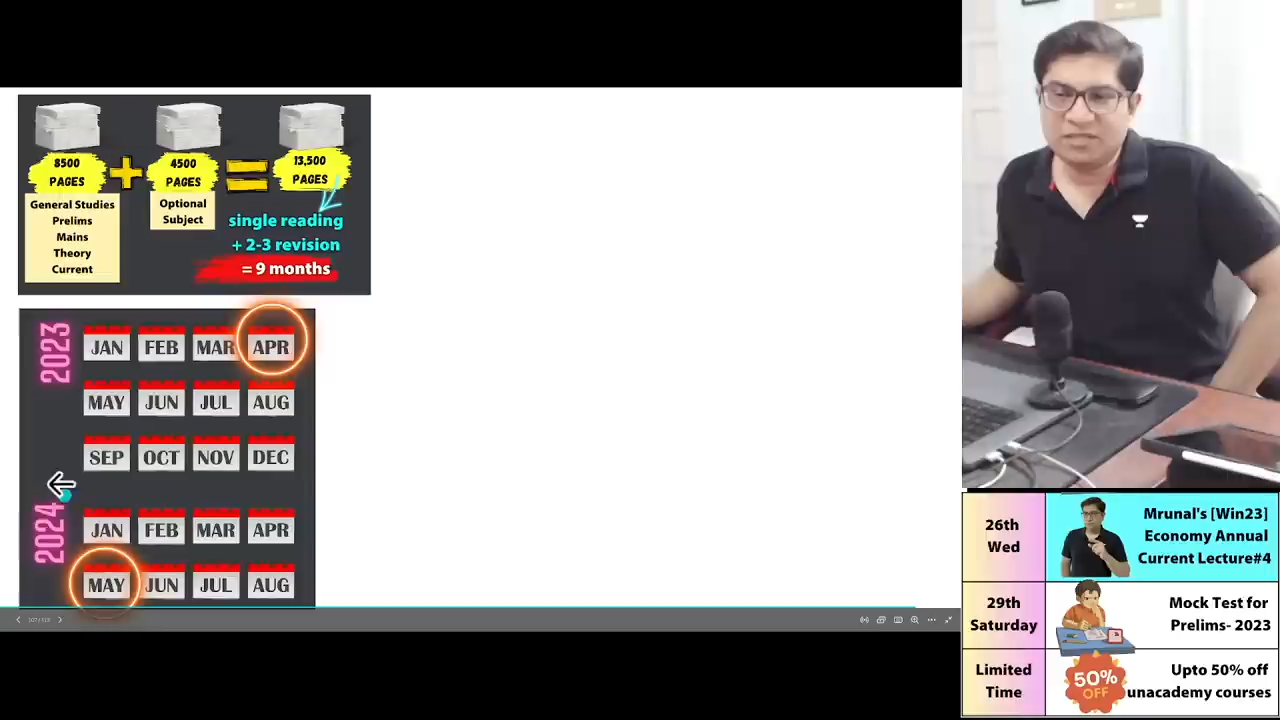 8500
PAGES
4500
PAGES
13,500
PAGES
General Studies
Prelims
Mains
Theory
Current
Optional
Subject
single reading
+ 2-3 revision
= 9 months
2023
JAN FEB MAR APR
MAY JUN JUL AUG
SEP OCT NOV DEC
2024
JAN FEB MAR APR
MAY JUN JUL AUG
26th
Wed
Mrunal's [Win23]
Economy Annual
Current Lecture#4
29th
Saturday
Mock Test for
Prelims- 2023
Limited
Time
50%
OFF
Upto 50% off
unacademy courses